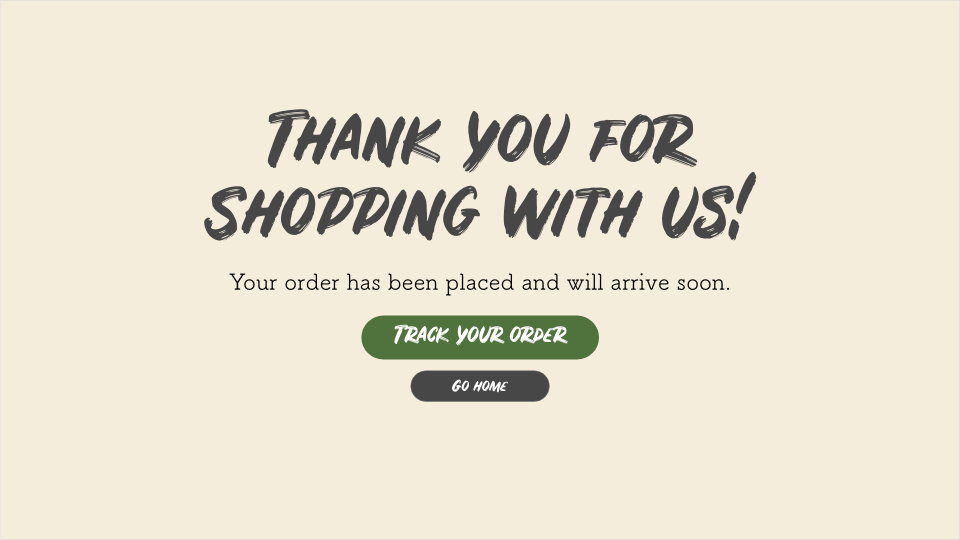 THANK YOU FOR
SHOPPING WITH US!
Your order has been placed and will arrive soon.
TRACK YOUR ORDER
GO HOME